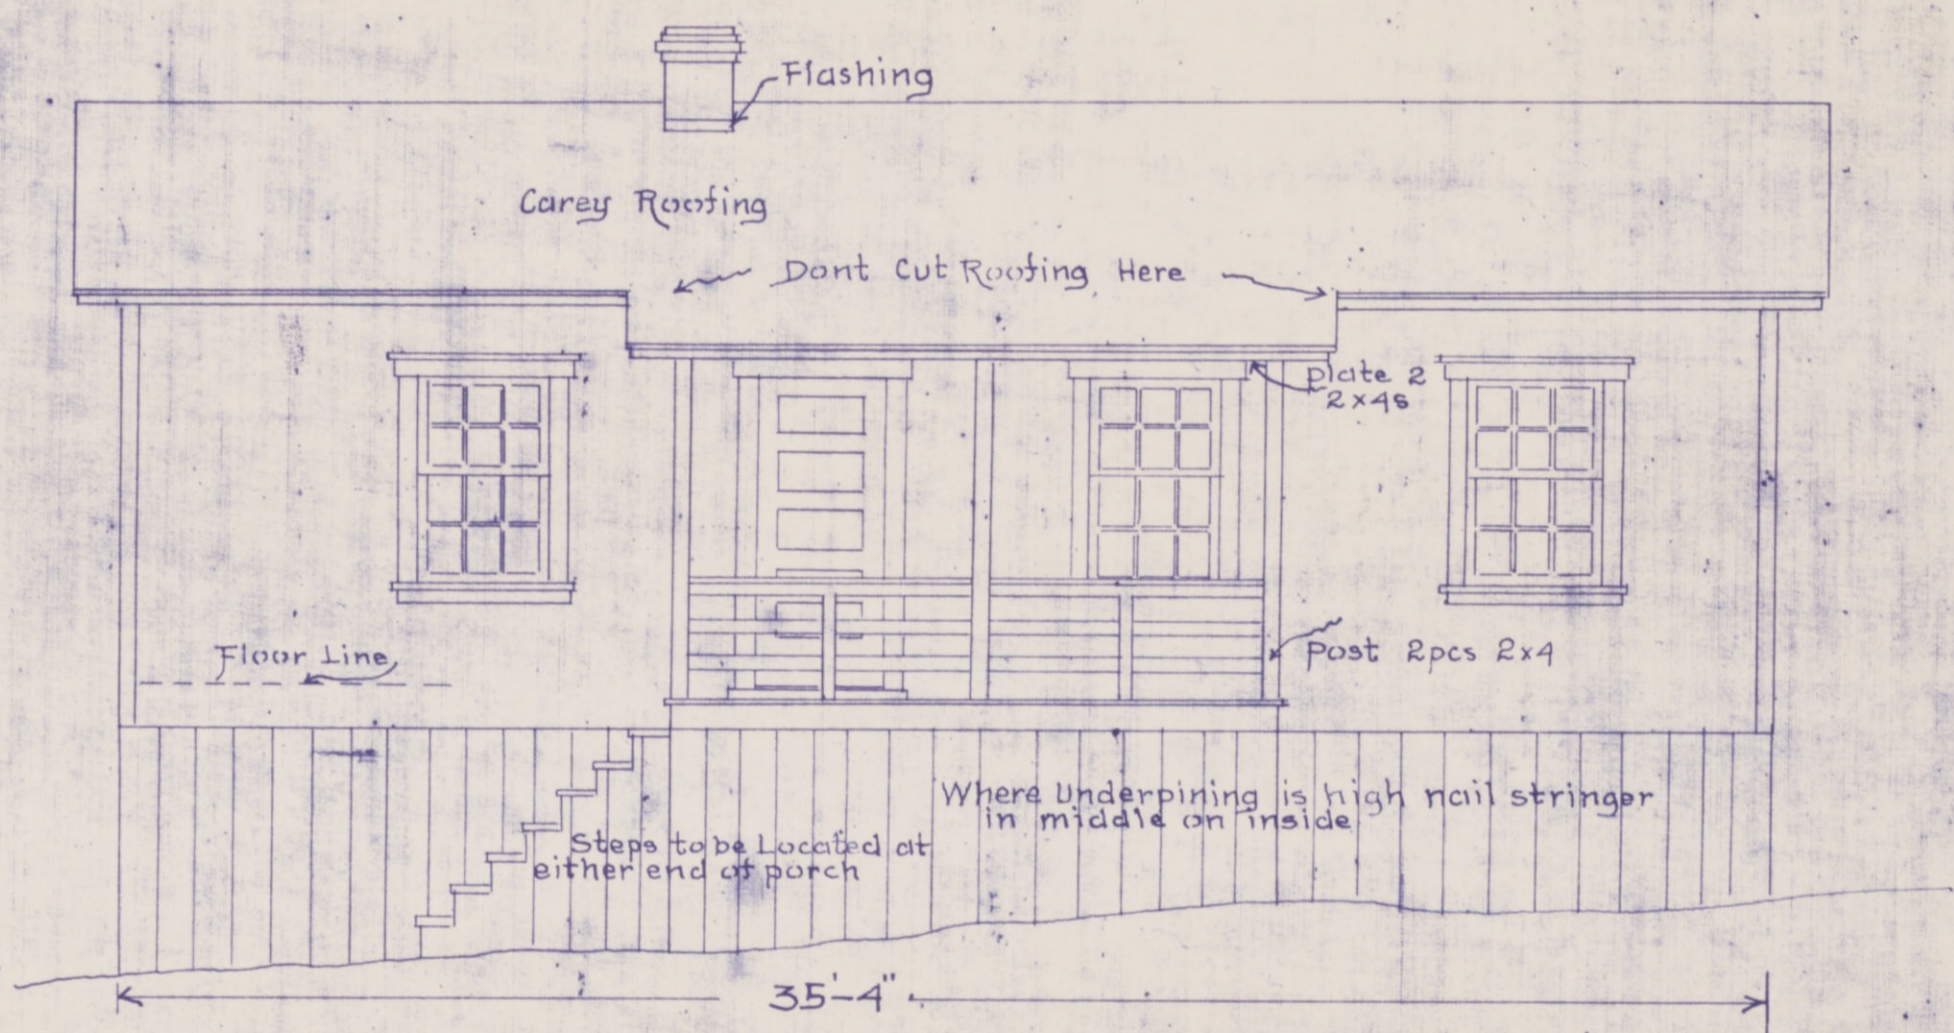 Flashing
Carey Roofing
Dont Cut Roofing Here
plate 2
2x4s
Floor Line
Post 2pcs 2x4
Where Underpining is high nail stringer
in middle on inside
Steps to be Located at
either end of porch
35'-4"